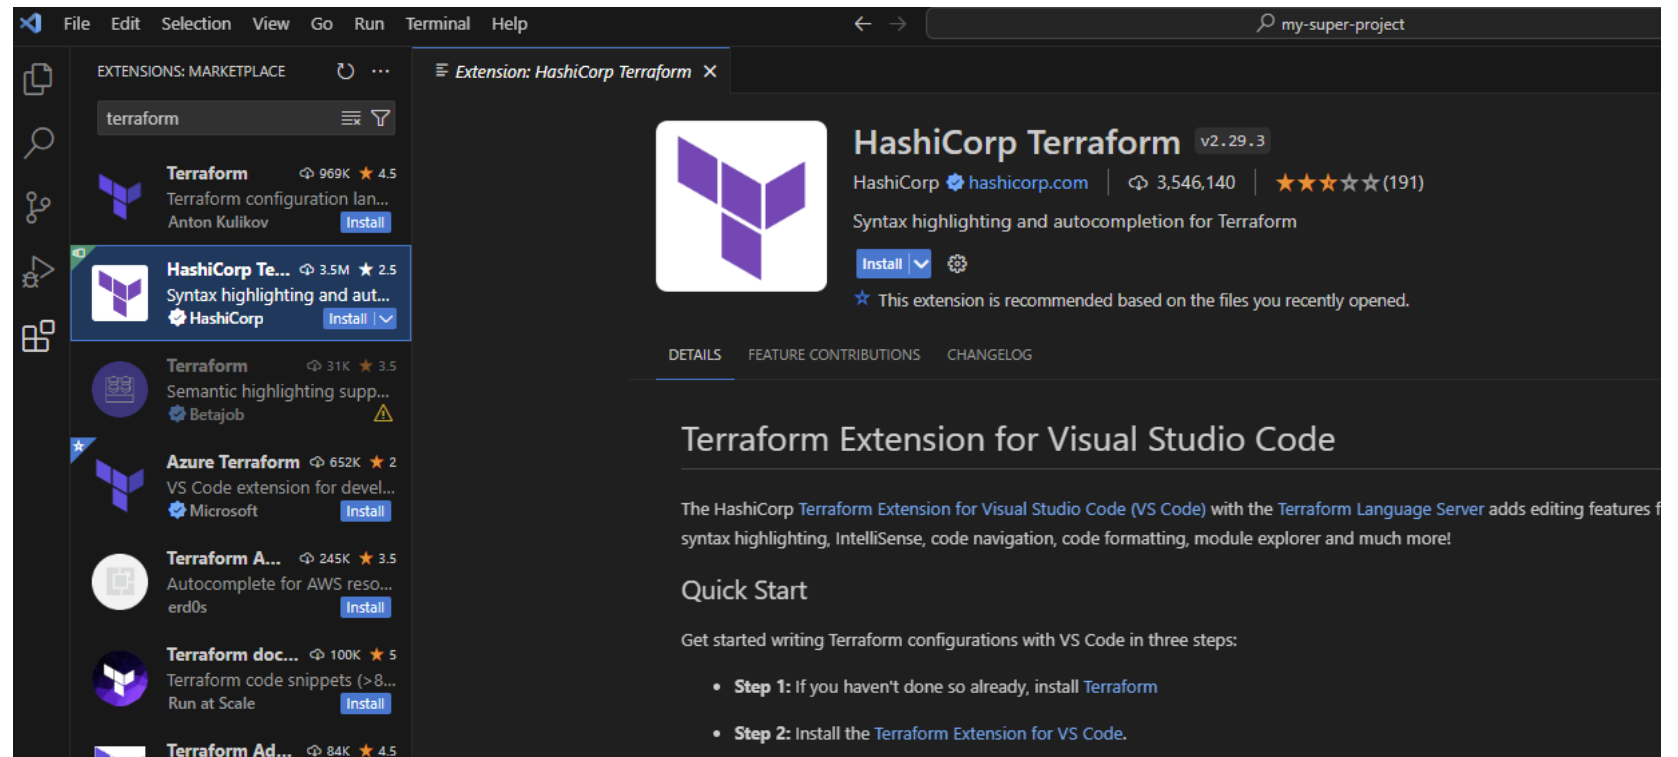 File Edit Selection View Go Run Terminal Help
my-super-project
EXTENSIONS: MARKETPLACE
terraform
Terraform 969K 4.5
Terraform configuration lan...
Anton Kulikov Install
HashiCorp Te... 3.5M 2.5
Syntax highlighting and aut...
HashiCorp Install
Terraform 31K 3.5
Semantic highlighting supp...
Betajob
Azure Terraform 652K 2
VS Code extension for devel...
Microsoft Install
Terraform A... 245K 3.5
Autocomplete for AWS reso...
erd0s Install
Terraform doc... 100K 5
Terraform code snippets (>8...
Run at Scale Install
Terraform Ad... 84K 4.5
Extension: HashiCorp Terraform
HashiCorp Terraform v2.29.3
HashiCorp hashicorp.com 3,546,140 (191)
Syntax highlighting and autocompletion for Terraform
Install
This extension is recommended based on the files you recently opened.
DETAILS FEATURE CONTRIBUTIONS CHANGELOG
Terraform Extension for Visual Studio Code
The HashiCorp Terraform Extension for Visual Studio Code (VS Code) with the Terraform Language Server adds editing features f
syntax highlighting, IntelliSense, code navigation, code formatting, module explorer and much more!
Quick Start
Get started writing Terraform configurations with VS Code in three steps:
• Step 1: If you haven't done so already, install Terraform
• Step 2: Install the Terraform Extension for VS Code.